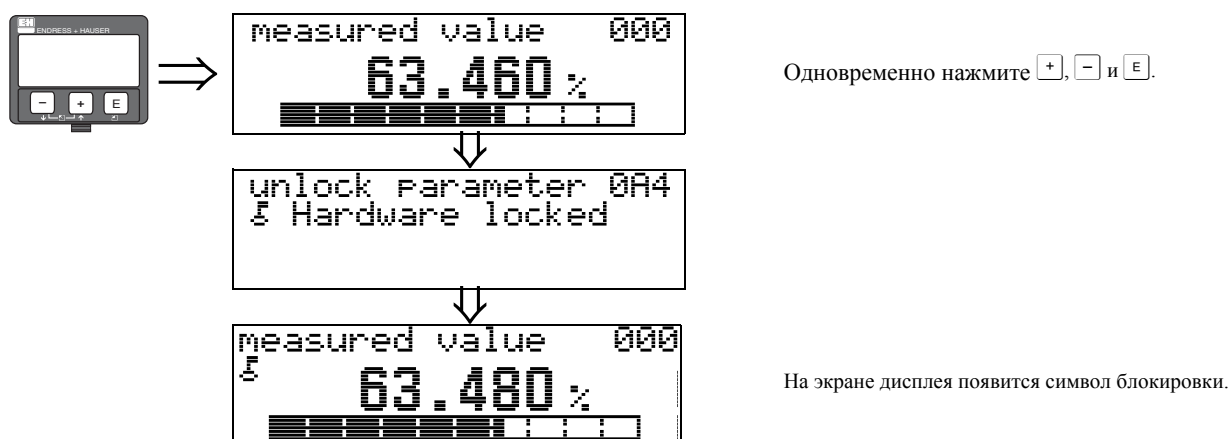 E+H
ENDRESS + HAUSER
- + E
measured value 000
63.460 %
Одновременно нажмите +, - и E.
unlock parameter 0A4
Hardware locked
measured value 000
63.480 %
На экране дисплея появится символ блокировки.